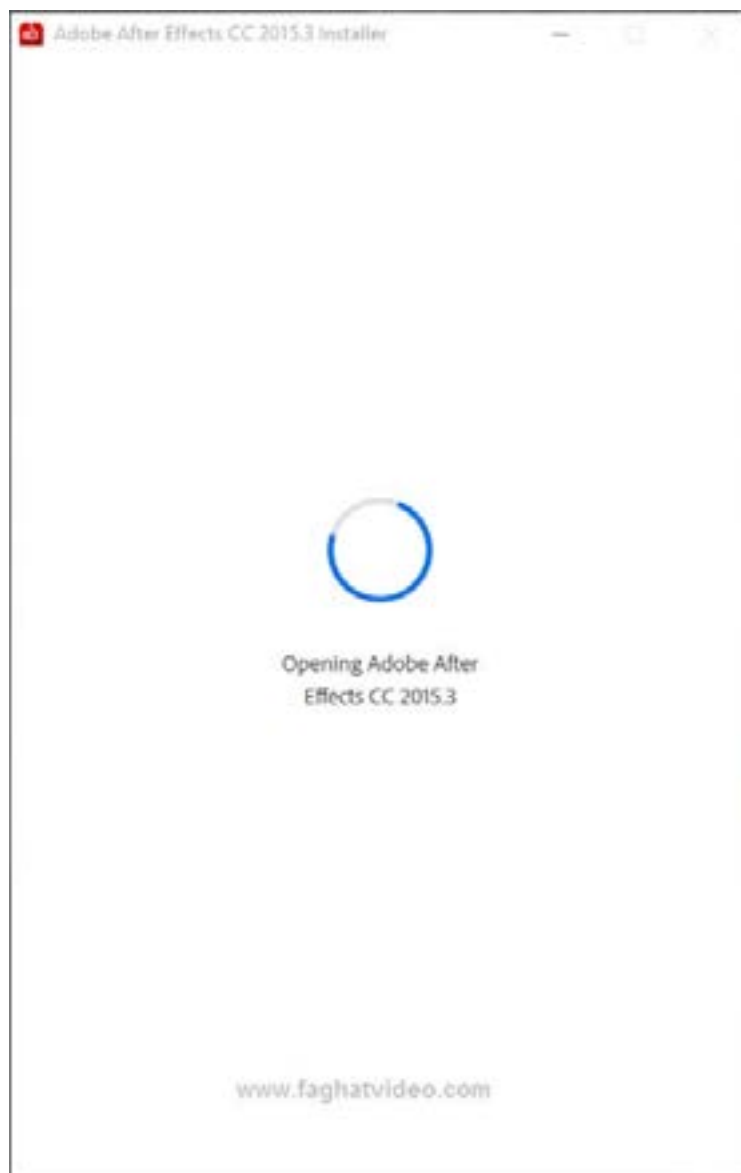 Adobe After Effects CC 2015.3 Installer
Opening Adobe After
Effects CC 2015.3
www.faghatvideo.com